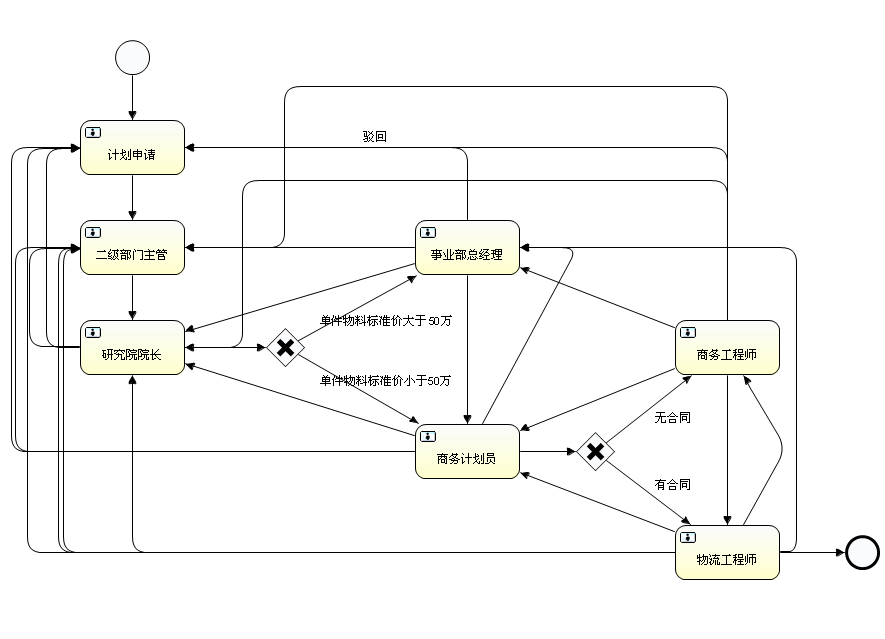 驳回
计划申请
二级部门主管
事业部总经理
单件物料标准价大于50万
研究院院长
商务工程师
单件物料标准价小于50万
无合同
商务计划员
有合同
物流工程师